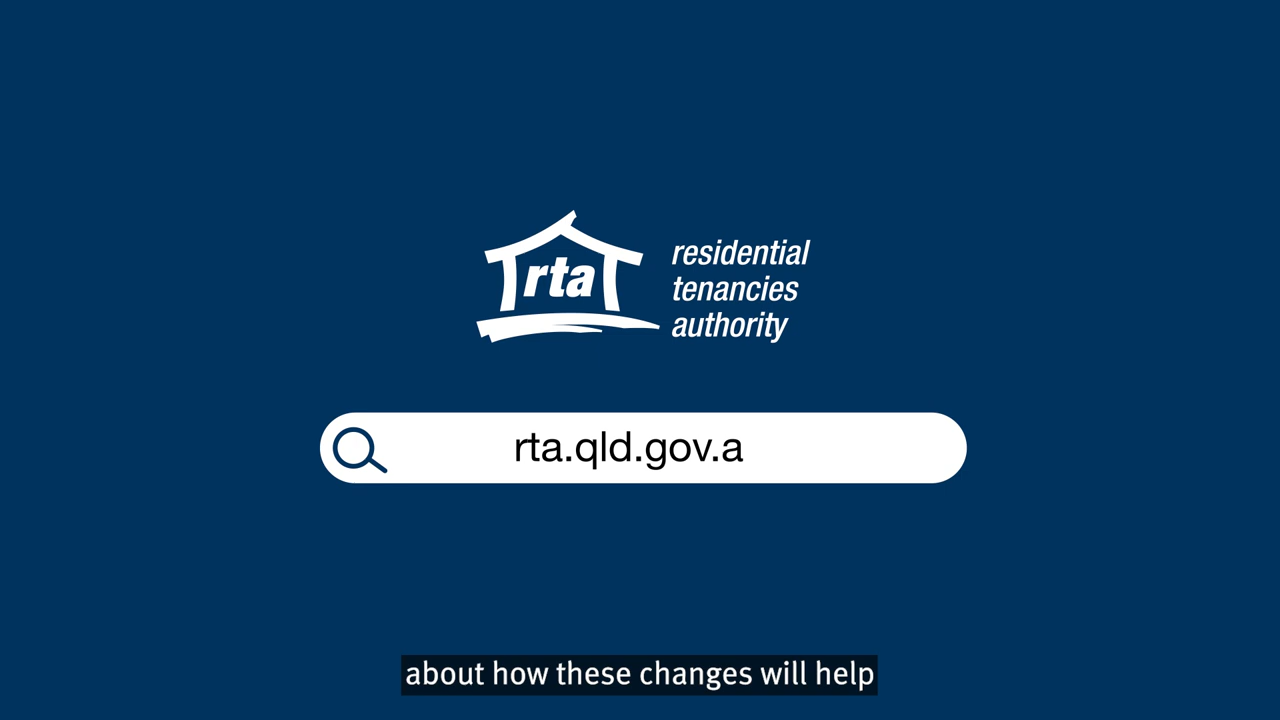 rta
residential
tenancies
authority
rta.qld.gov.a
about how these changes will help